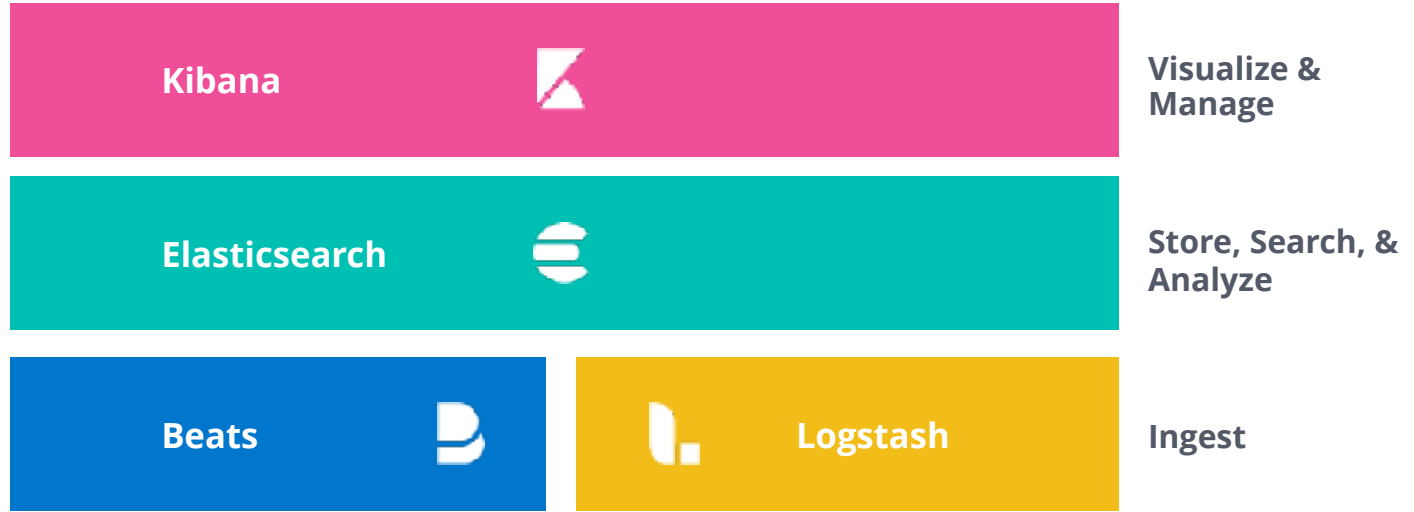 Kibana
Visualize &
Manage
Elasticsearch
Store, Search, &
Analyze
Beats
Logstash
Ingest